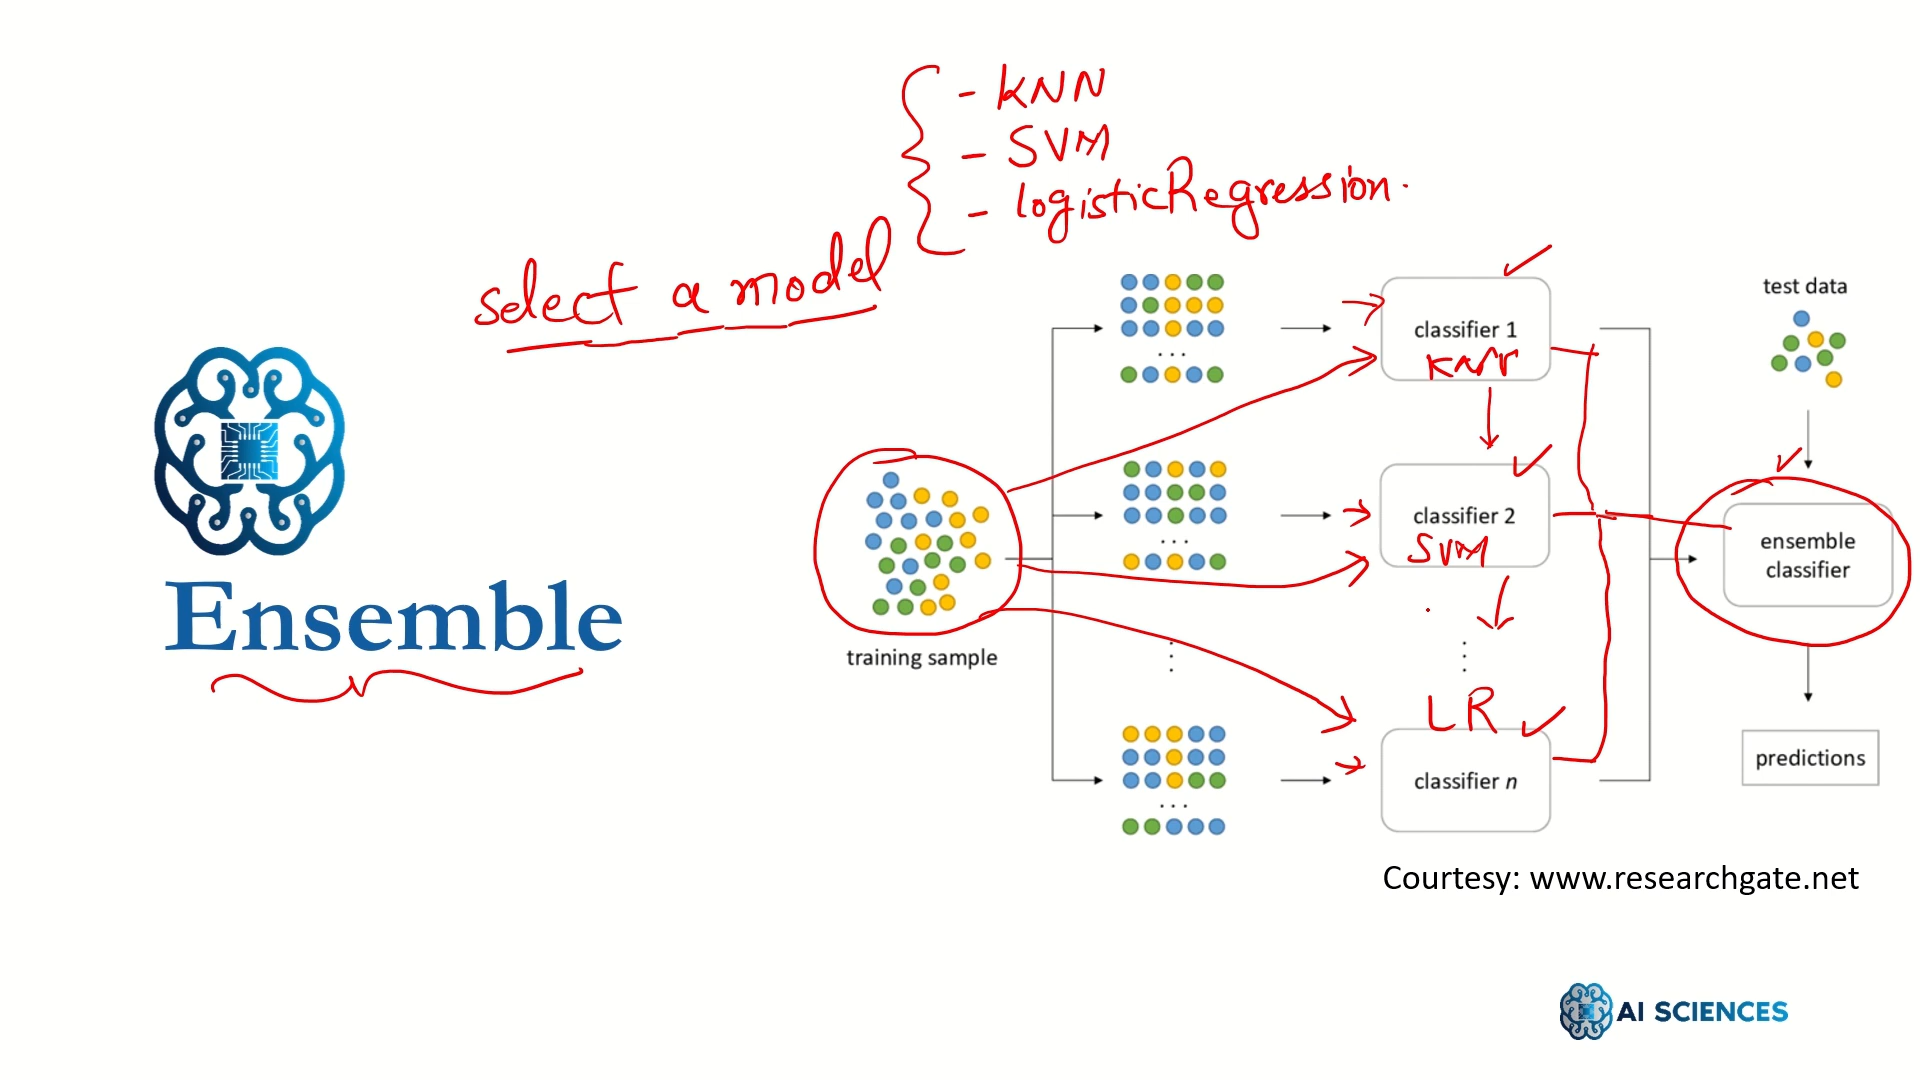 - KNN
- SVM
- logisticRegression.
select a model
Ensemble
training sample
...
...
...
classifier 1
KNN
classifier 2
SVM
LR
classifier n
test data
ensemble
classifier
predictions
Courtesy: www.researchgate.net
AI SCIENCES